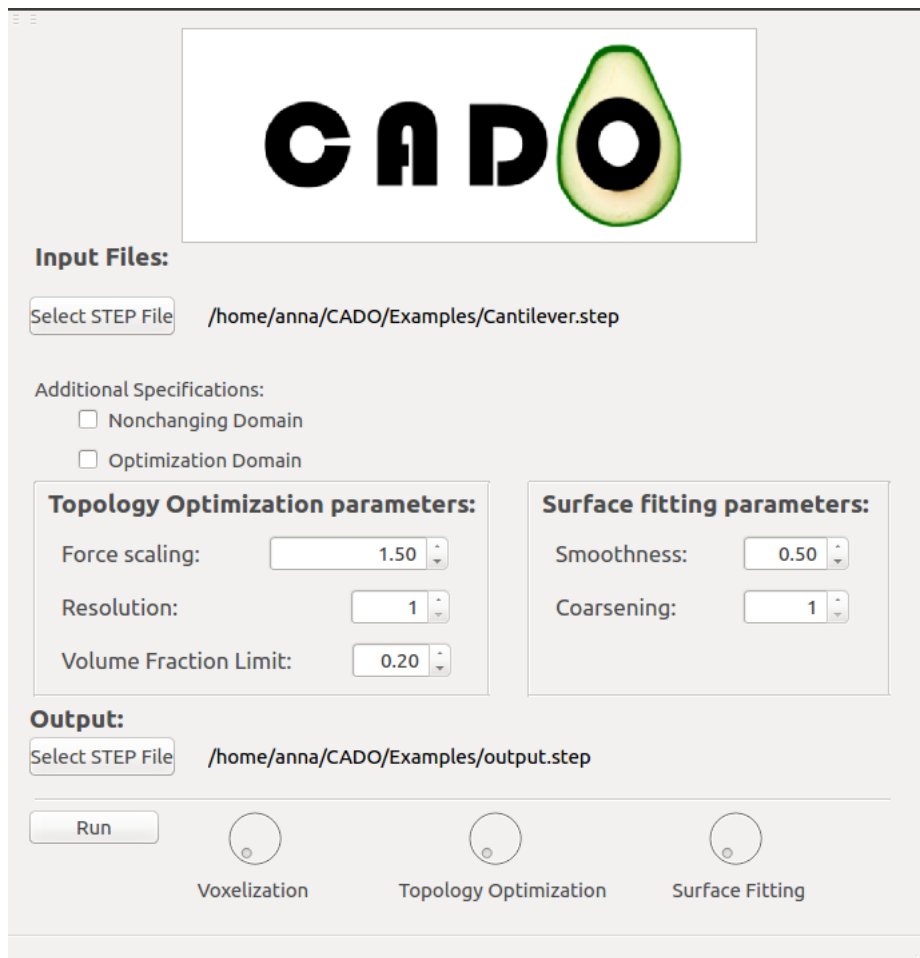 CADO
Input Files:
Select STEP File /home/anna/CADO/Examples/Cantilever.step
Additional Specifications:
Nonchanging Domain
Optimization Domain
Topology Optimization parameters:
Force scaling: 1.50
Resolution: 1
Volume Fraction Limit: 0.20
Surface fitting parameters:
Smoothness: 0.50
Coarsening: 1
Output:
Select STEP File /home/anna/CADO/Examples/output.step
Run
Voxelization Topology Optimization Surface Fitting